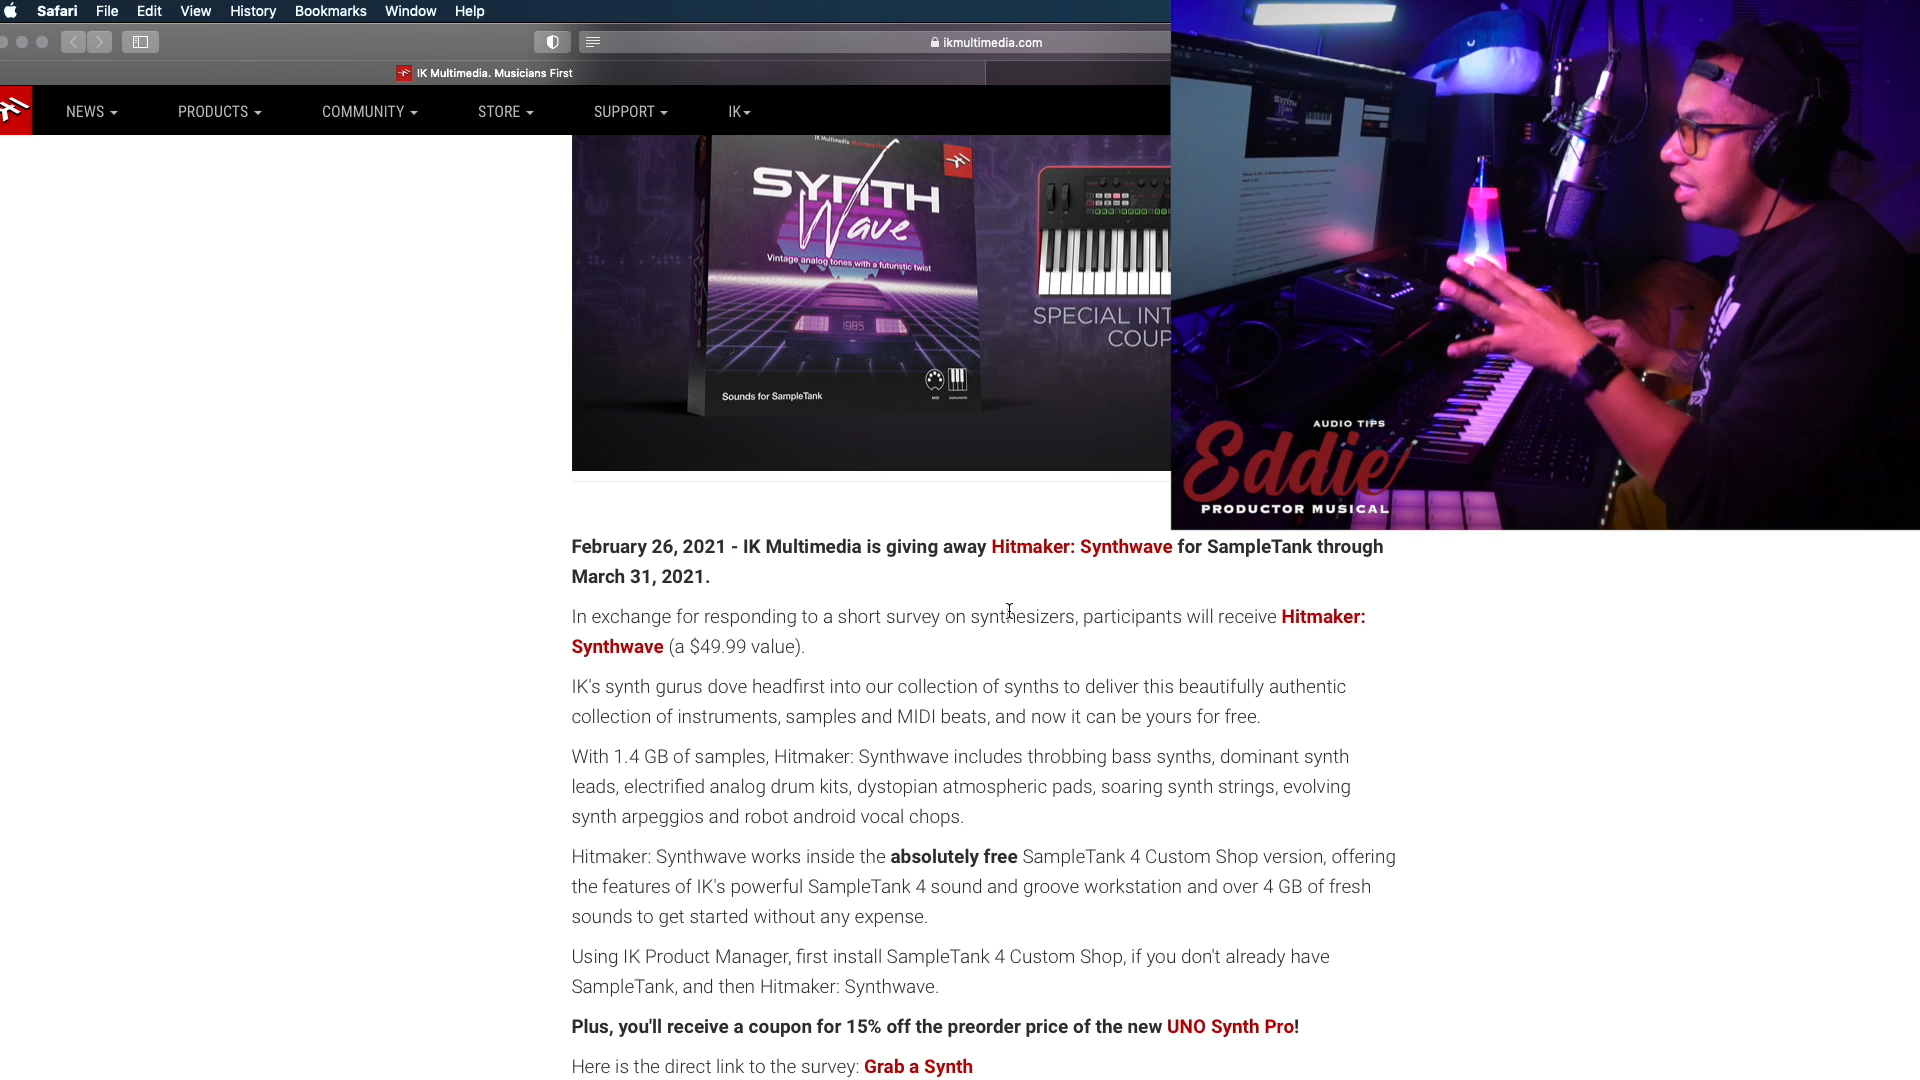 Safari File Edit View History Bookmarks Window Help
ikmultimedia.com
IK Multimedia. Musicians First
NEWS PRODUCTS COMMUNITY STORE SUPPORT IK
IK Multimedia. Musicians First
SYNTH
Wave
Vintage analog tones with a futuristic twist
1985
Sounds for SampleTank
SPECIAL INT
COUP
SYNTH
AUDIO TIPS
Eddie
PRODUCTOR MUSICAL
February 26, 2021 - IK Multimedia is giving away Hitmaker: Synthwave for SampleTank through
March 31, 2021.
In exchange for responding to a short survey on synthesizers, participants will receive Hitmaker:
Synthwave (a $49.99 value).
IK's synth gurus dove headfirst into our collection of synths to deliver this beautifully authentic
collection of instruments, samples and MIDI beats, and now it can be yours for free.
With 1.4 GB of samples, Hitmaker: Synthwave includes throbbing bass synths, dominant synth
leads, electrified analog drum kits, dystopian atmospheric pads, soaring synth strings, evolving
synth arpeggios and robot android vocal chops.
Hitmaker: Synthwave works inside the absolutely free SampleTank 4 Custom Shop version, offering
the features of IK's powerful SampleTank 4 sound and groove workstation and over 4 GB of fresh
sounds to get started without any expense.
Using IK Product Manager, first install SampleTank 4 Custom Shop, if you don't already have
SampleTank, and then Hitmaker: Synthwave.
Plus, you'll receive a coupon for 15% off the preorder price of the new UNO Synth Pro!
Here is the direct link to the survey: Grab a Synth